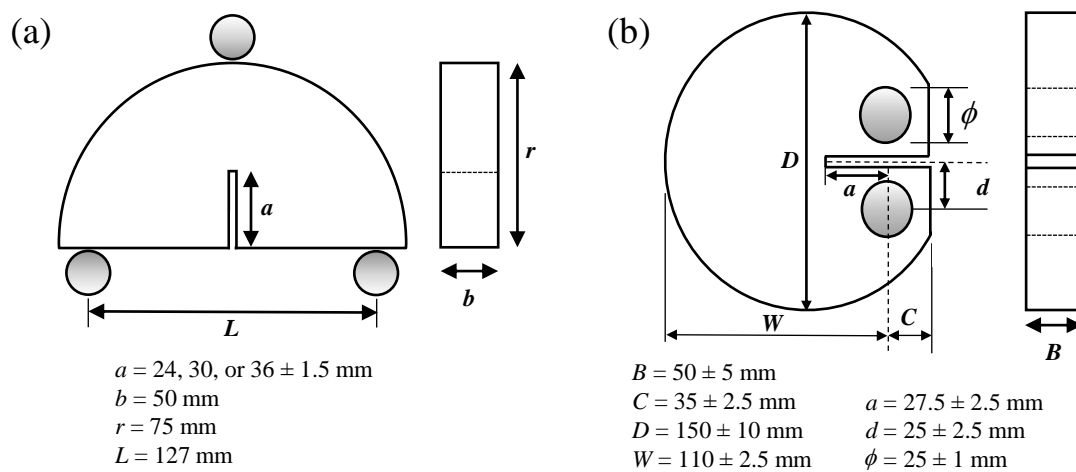 (a)
r
a
b
L
a = 24, 30, or 36 ± 1.5 mm
b = 50 mm
r = 75 mm
L = 127 mm
(b)
ϕ
D
a
d
W
C
B
B = 50 ± 5 mm
C = 35 ± 2.5 mm
D = 150 ± 10 mm
W = 110 ± 2.5 mm
a = 27.5 ± 2.5 mm
d = 25 ± 2.5 mm
ϕ = 25 ± 1 mm